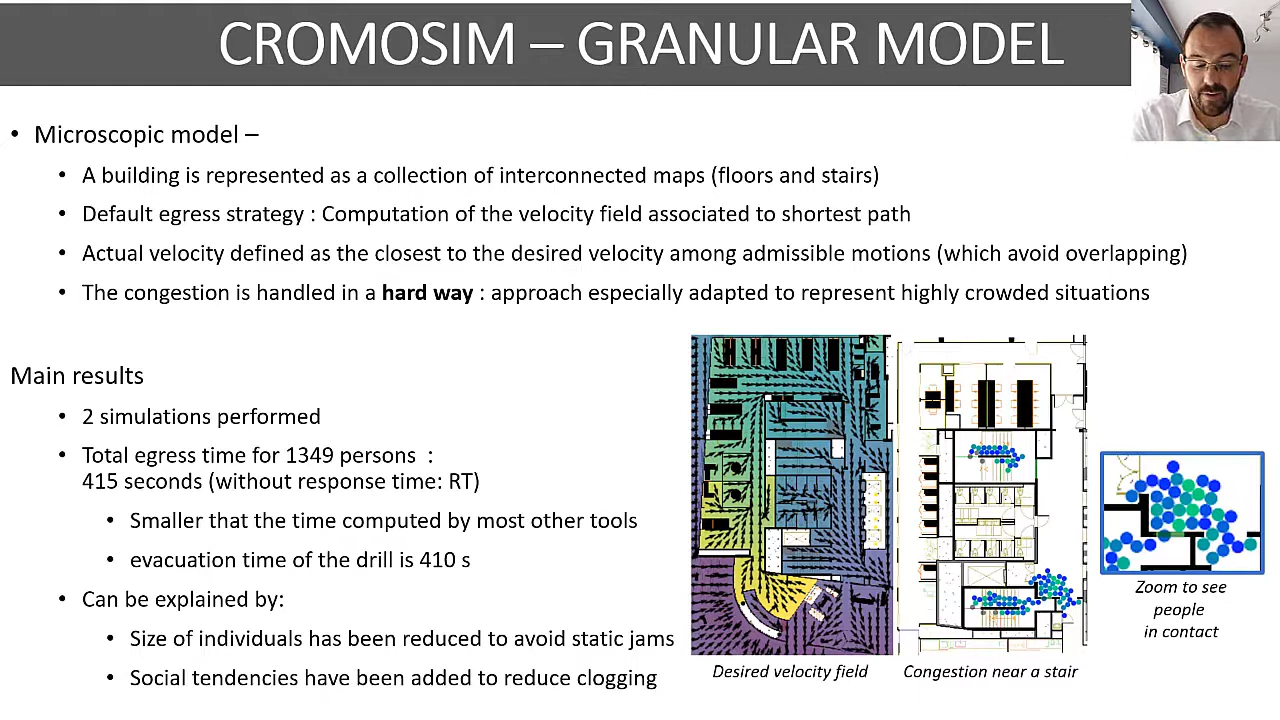 CROMOSIM – GRANULAR MODEL
• Microscopic model –
• A building is represented as a collection of interconnected maps (floors and stairs)
• Default egress strategy : Computation of the velocity field associated to shortest path
• Actual velocity defined as the closest to the desired velocity among admissible motions (which avoid overlapping)
• The congestion is handled in a hard way : approach especially adapted to represent highly crowded situations
Main results
• 2 simulations performed
• Total egress time for 1349 persons :
415 seconds (without response time: RT)
• Smaller that the time computed by most other tools
• evacuation time of the drill is 410 s
• Can be explained by:
• Size of individuals has been reduced to avoid static jams
• Social tendencies have been added to reduce clogging
Desired velocity field
Congestion near a stair
Zoom to see
people
in contact